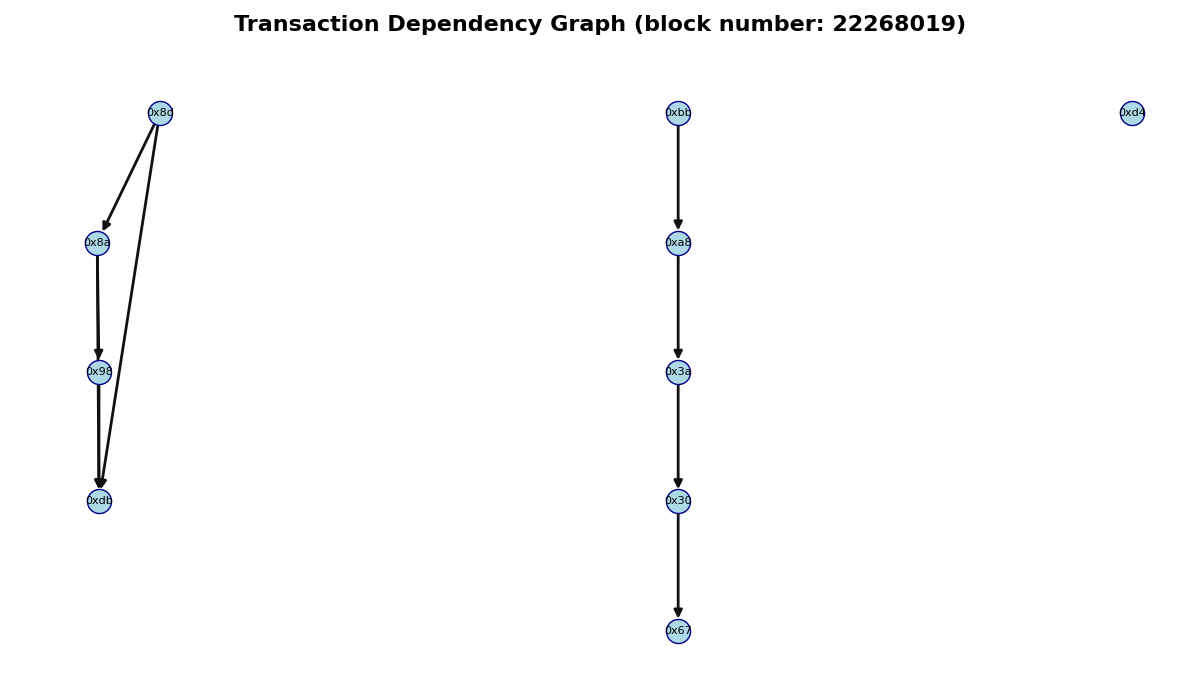 Transaction Dependency Graph (block number: 22268019)
0x8d
0xbb
0xd4
0x8a
0xa8
0x98
0x3a
0xdb
0x30
0x67